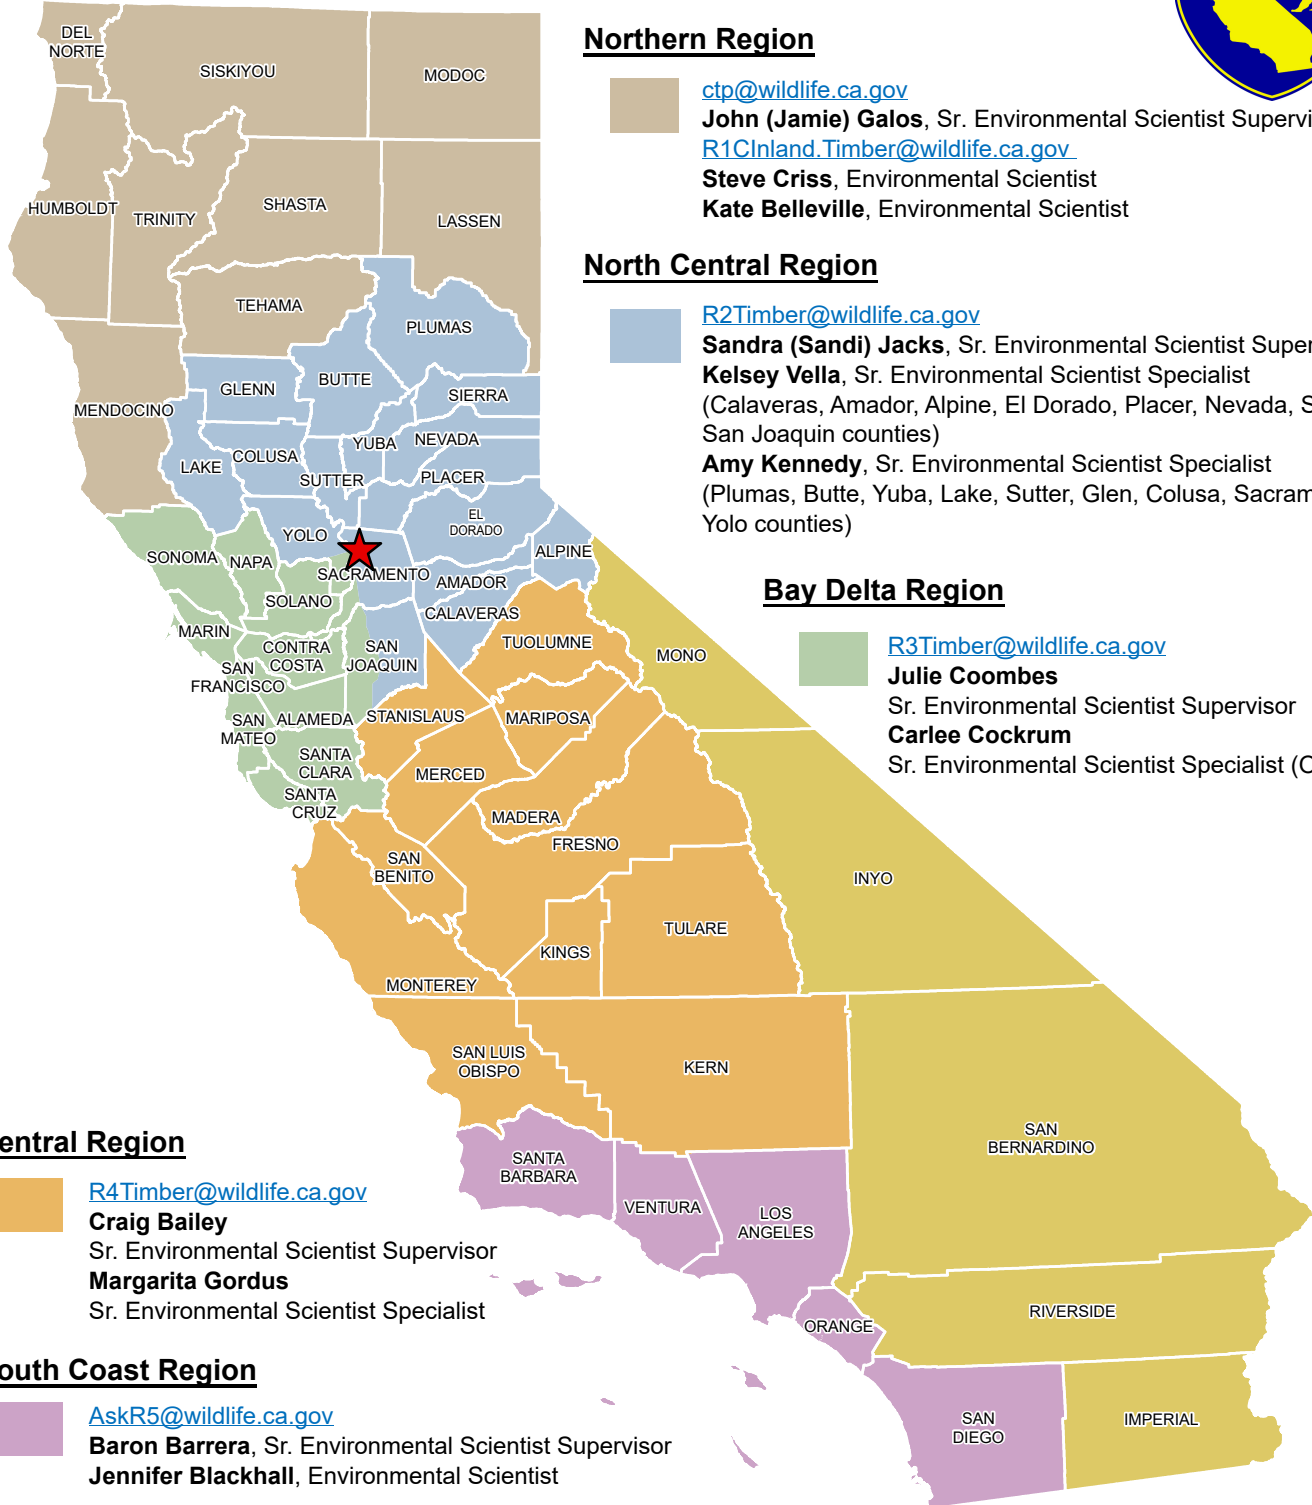 Northern Region
ctp@wildlife.ca.gov
John (Jamie) Galos, Sr. Environmental Scientist Supervi
R1CInland.Timber@wildlife.ca.gov
Steve Criss, Environmental Scientist
Kate Belleville, Environmental Scientist
North Central Region
R2Timber@wildlife.ca.gov
Sandra (Sandi) Jacks, Sr. Environmental Scientist Super
Kelsey Vella, Sr. Environmental Scientist Specialist
(Calaveras, Amador, Alpine, El Dorado, Placer, Nevada, S
San Joaquin counties)
Amy Kennedy, Sr. Environmental Scientist Specialist
(Plumas, Butte, Yuba, Lake, Sutter, Glen, Colusa, Sacram
Yolo counties)
Bay Delta Region
R3Timber@wildlife.ca.gov
Julie Coombes
Sr. Environmental Scientist Supervisor
Carlee Cockrum
Sr. Environmental Scientist Specialist (C
entral Region
R4Timber@wildlife.ca.gov
Craig Bailey
Sr. Environmental Scientist Supervisor
Margarita Gordus
Sr. Environmental Scientist Specialist
outh Coast Region
AskR5@wildlife.ca.gov
Baron Barrera, Sr. Environmental Scientist Supervisor
Jennifer Blackhall, Environmental Scientist
DEL
NORTE
SISKIYOU
MODOC
HUMBOLDT
TRINITY
SHASTA
LASSEN
TEHAMA
PLUMAS
MENDOCINO
GLENN
BUTTE
SIERRA
LAKE
COLUSA
SUTTER
YUBA
NEVADA
PLACER
YOLO
EL
DORADO
ALPINE
SONOMA
NAPA
SACRAMENTO
AMADOR
SOLANO
CALAVERAS
MARIN
CONTRA
COSTA
SAN
JOAQUIN
TUOLUMNE
MONO
SAN
FRANCISCO
SAN
MATEO
ALAMEDA
STANISLAUS
MARIPOSA
SANTA
CLARA
MERCED
SANTA
CRUZ
MADERA
FRESNO
SAN
BENITO
INYO
TULARE
KINGS
MONTEREY
SAN LUIS
OBISPO
KERN
SAN
BERNARDINO
SANTA
BARBARA
VENTURA
LOS
ANGELES
ORANGE
RIVERSIDE
SAN
DIEGO
IMPERIAL